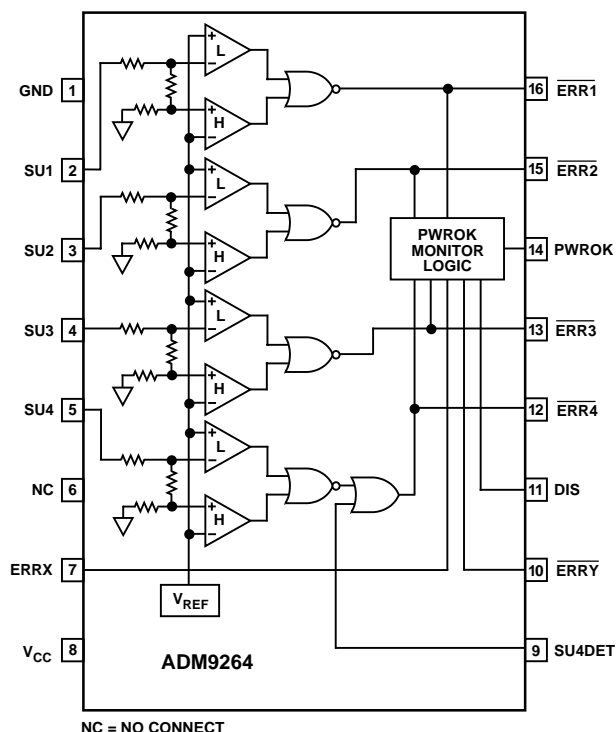 GND 1
SU1 2
SU2 3
SU3 4
SU4 5
NC 6
ERRX 7
VCC 8
+
L
−
+
H
−
+
L
−
+
H
−
+
L
−
+
H
−
+
L
−
+
H
−
VREF
ADM9264
PWROK
MONITOR
LOGIC
16 ERR1
15 ERR2
14 PWROK
13 ERR3
12 ERR4
11 DIS
10 ERRY
9 SU4DET
NC = NO CONNECT